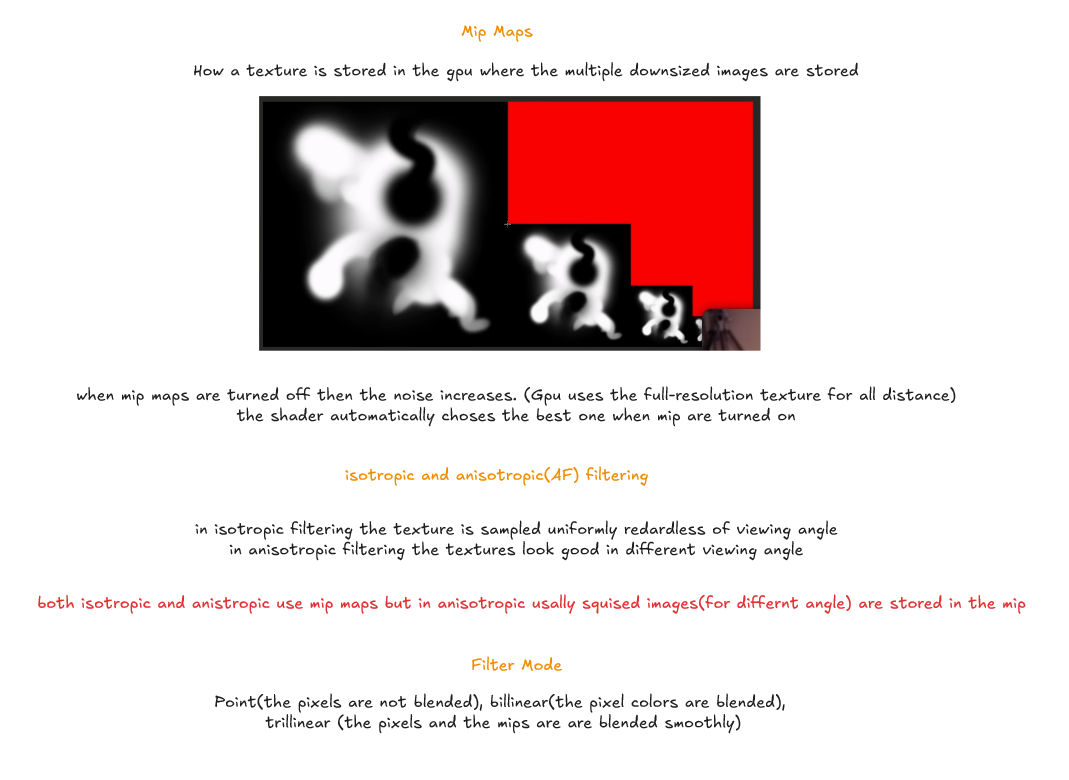 Mip Maps
How a texture is stored in the gpu where the multiple downsized images are stored
when mip maps are turned off then the noise increases. (Gpu uses the full-resolution texture for all distance)
the shader automatically choses the best one when mip are turned on
isotropic and anisotropic(AF) filtering
in isotropic filtering the texture is sampled uniformly redardless of viewing angle
in anisotropic filtering the textures look good in different viewing angle
both isotropic and anistropic use mip maps but in anisotropic usally squised images(for differnt angle) are stored in the mip
Filter Mode
Point(the pixels are not blended), billinear(the pixel colors are blended),
trillinear (the pixels and the mips are are blended smoothly)